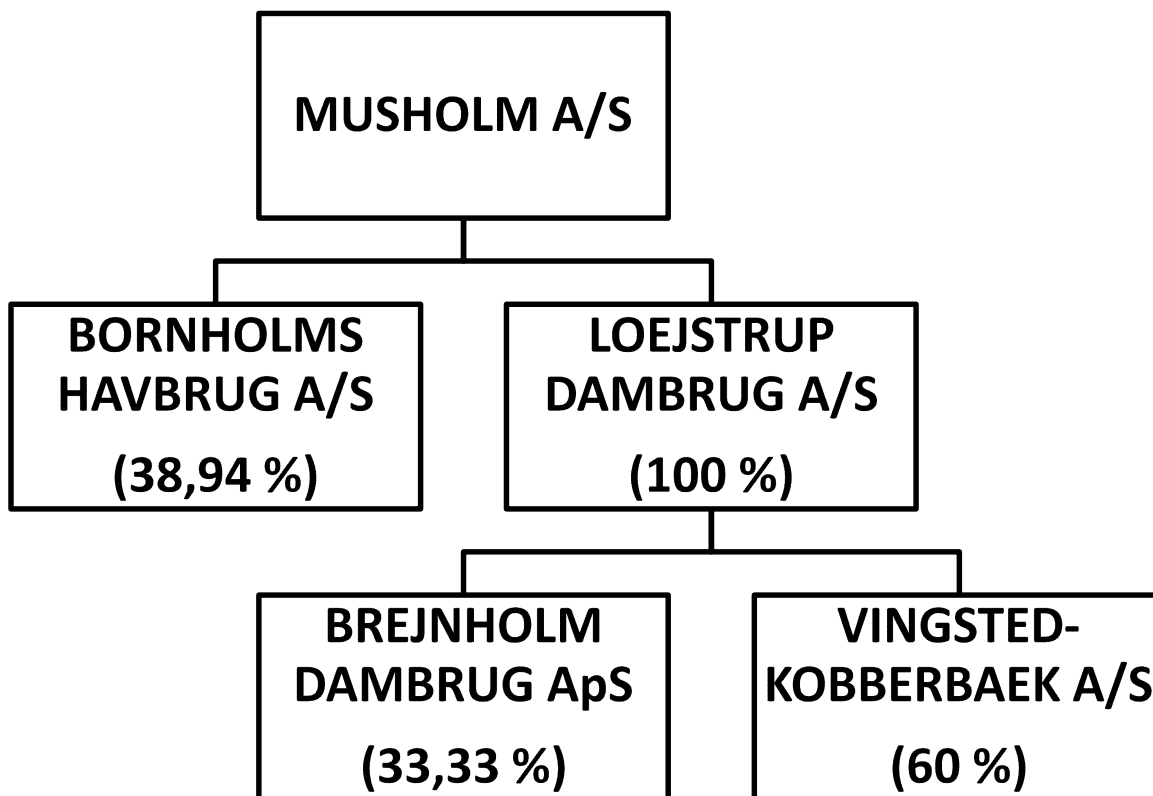 MUSHOLM A/S
BORNHOLMS
HAVBRUG A/S
(38,94 %)
LOEJSTRUP
DAMBRUG A/S
(100 %)
BREJNHOLM
DAMBRUG ApS
(33,33 %)
VINGSTED-
KOBBERBAEK A/S
(60 %)